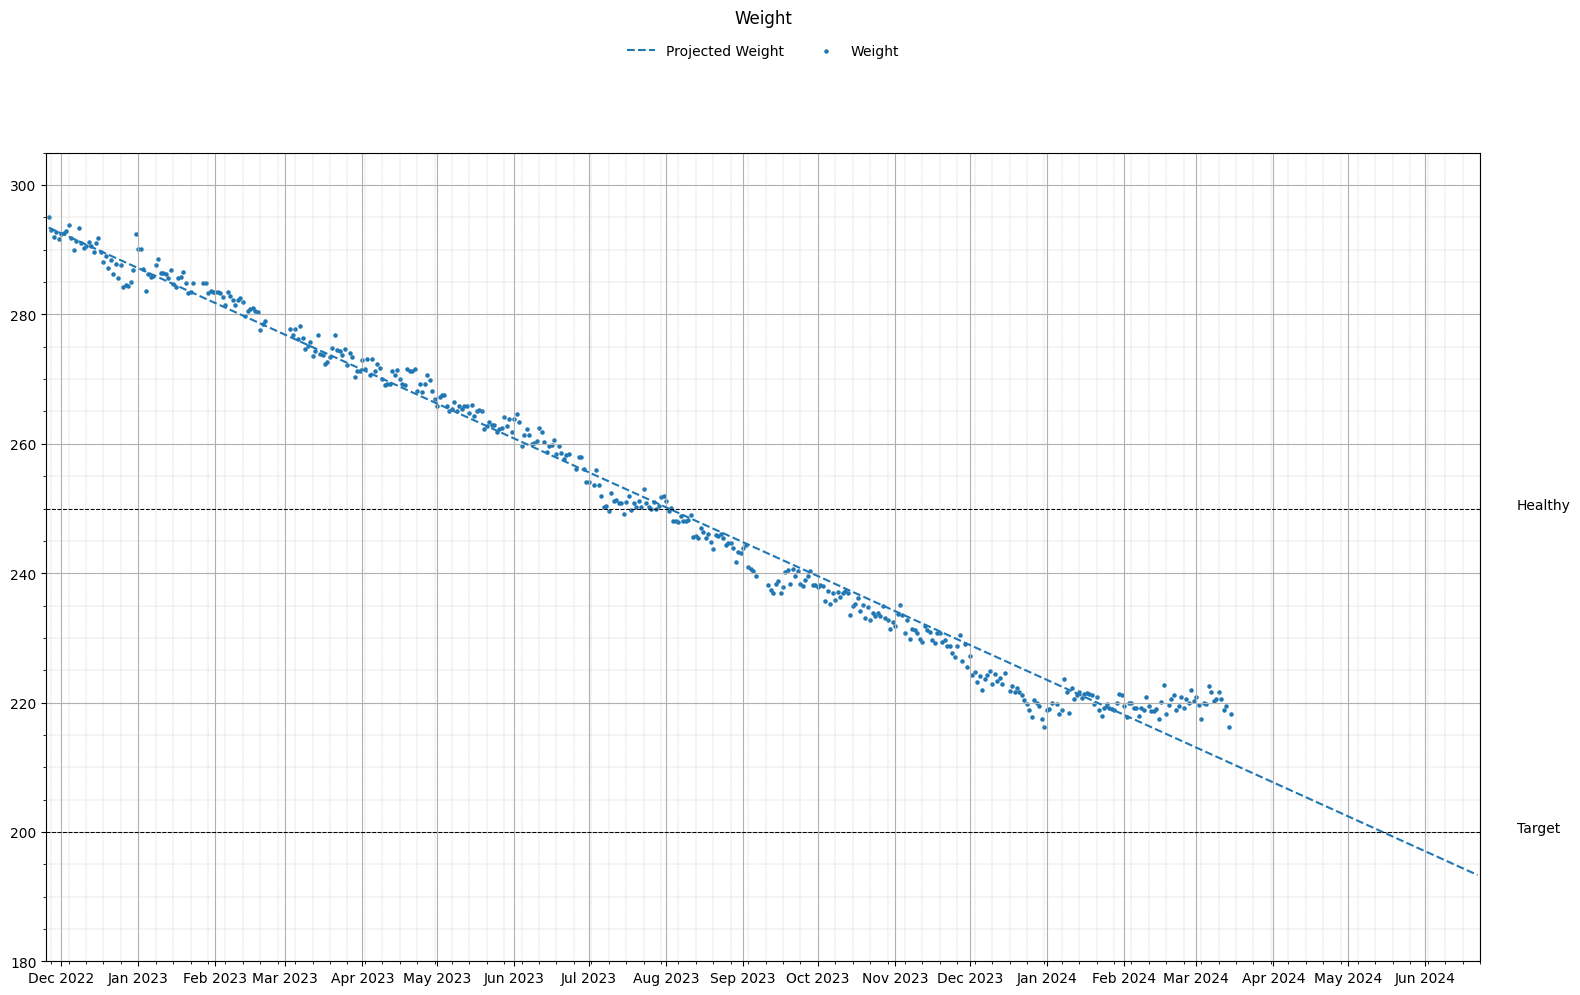 Weight
Projected Weight Weight
300
280
260
Healthy
240
220
200 Target
180
Dec 2022 Jan 2023 Feb 2023 Mar 2023 Apr 2023 May 2023 Jun 2023 Jul 2023 Aug 2023 Sep 2023 Oct 2023 Nov 2023 Dec 2023 Jan 2024 Feb 2024 Mar 2024 Apr 2024 May 2024 Jun 2024